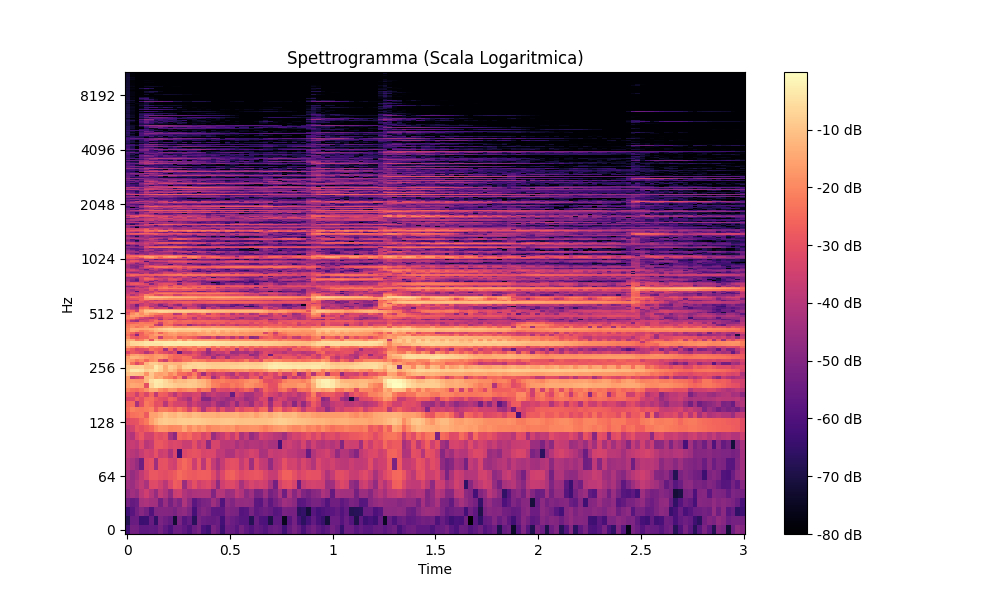 Spettrogramma (Scala Logaritmica)
Hz
8192
4096
2048
1024
512
256
128
64
0
0
0.5
1
1.5
2
2.5
3
Time
-10 dB
-20 dB
-30 dB
-40 dB
-50 dB
-60 dB
-70 dB
-80 dB